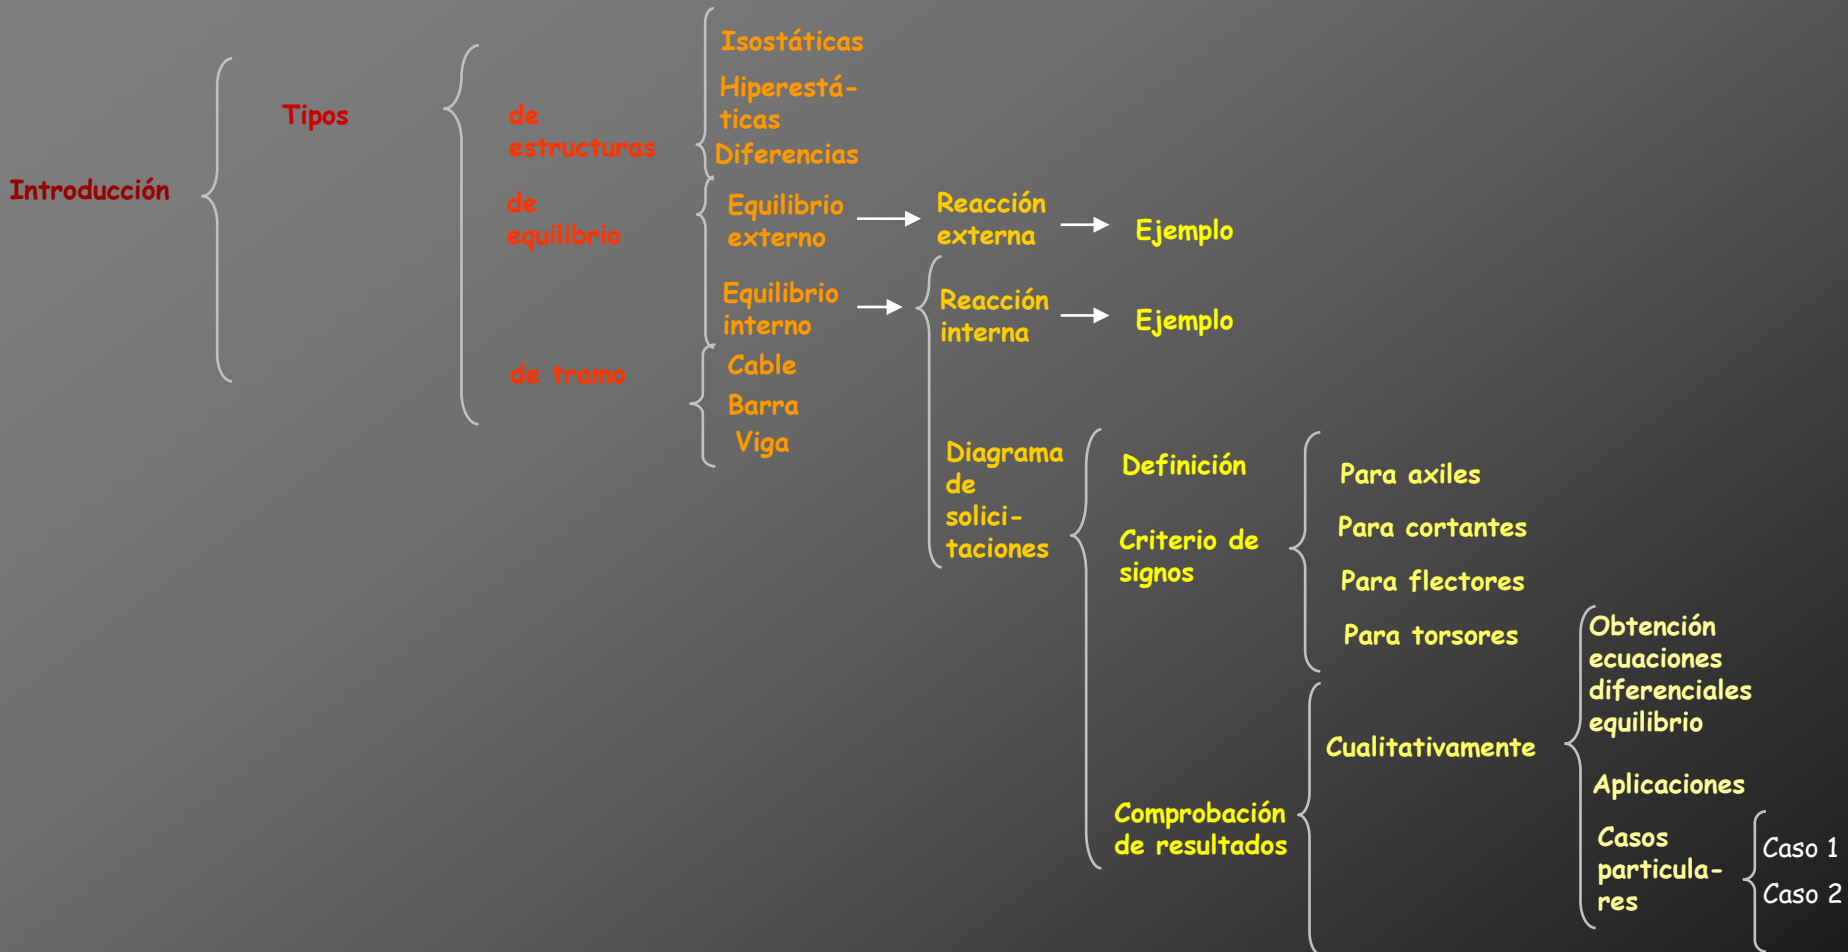 Introducción
Tipos
de
estructuras
Isostáticas
Hiperestá-
ticas
Diferencias
de
equilibrio
Equilibrio
externo
Reacción
externa
Ejemplo
Equilibrio
interno
Reacción
interna
Ejemplo
Diagrama
de
solici-
taciones
Definición
Criterio de
signos
Para axiles
Para cortantes
Para flectores
Para torsores
Comprobación
de resultados
Cualitativamente
Obtención
ecuaciones
diferenciales
equilibrio
Aplicaciones
Casos
particula-
res
Caso 1
Caso 2
de tramo
Cable
Barra
Viga